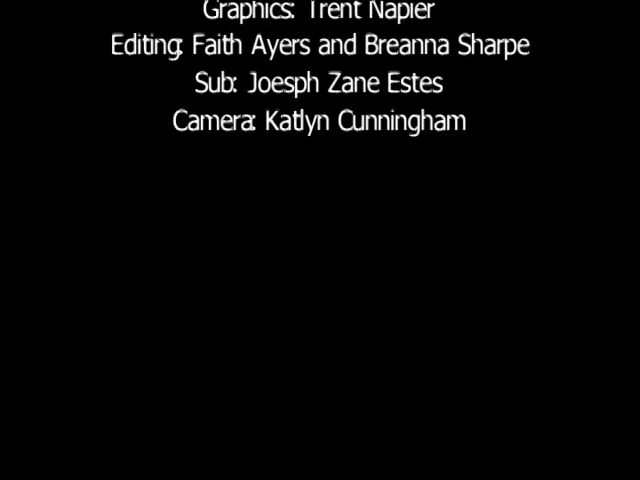 Graphics: Trent Napier
Editing: Faith Ayers and Breanna Sharpe
Sub: Joesph Zane Estes
Camera: Katlyn Cunningham